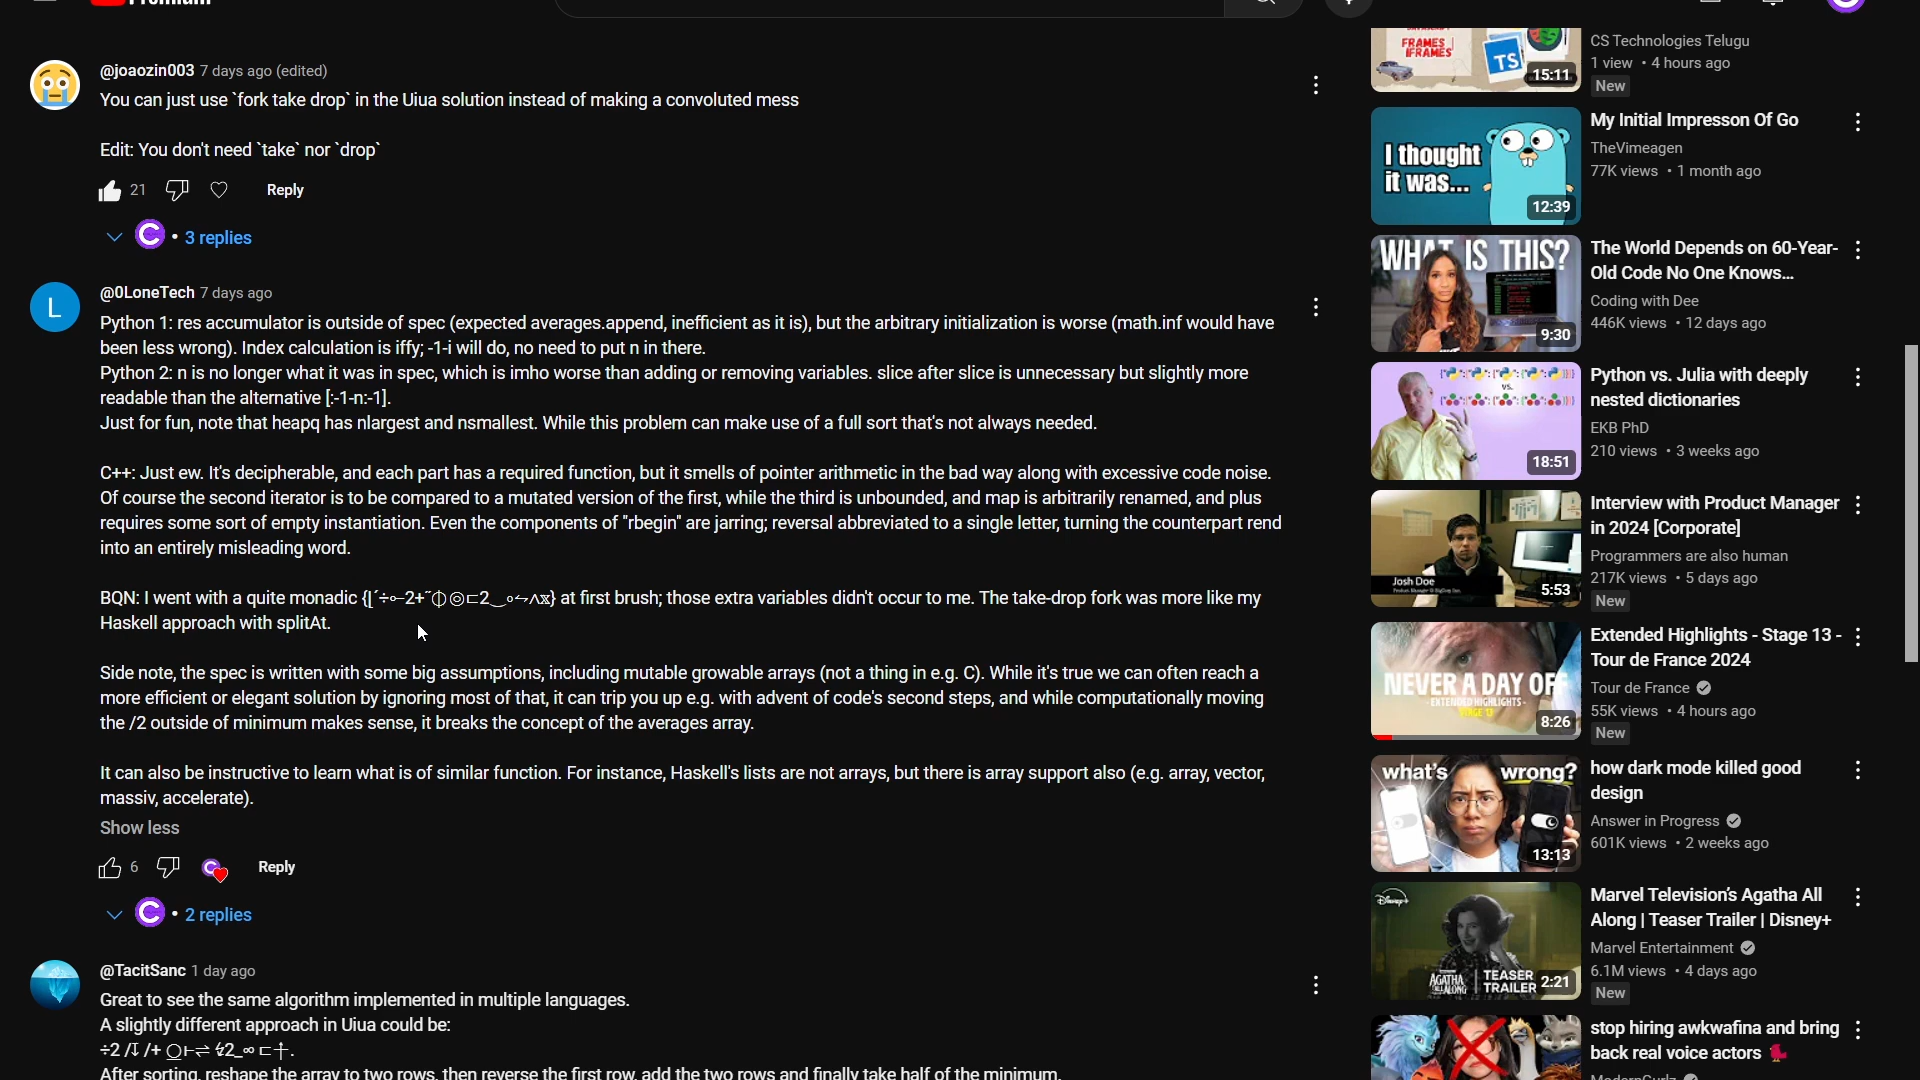 Premium
@joaozin003 7 days ago (edited)
You can just use `fork take drop` in the Uiua solution instead of making a convoluted mess
Edit: You don't need `take` nor `drop`
21
Reply
3 replies
L
@0LoneTech 7 days ago
Python 1: res accumulator is outside of spec (expected averages.append, inefficient as it is), but the arbitrary initialization is worse (math.inf would have
been less wrong). Index calculation is iffy; -1-i will do, no need to put n in there.
Python 2: n is no longer what it was in spec, which is imho worse than adding or removing variables. slice after slice is unnecessary but slightly more
readable than the alternative [:-1-n:-1].
Just for fun, note that heapq has nlargest and nsmallest. While this problem can make use of a full sort that's not always needed.
C++: Just ew. It's decipherable, and each part has a required function, but it smells of pointer arithmetic in the bad way along with excessive code noise.
Of course the second iterator is to be compared to a mutated version of the first, while the third is unbounded, and map is arbitrarily renamed, and plus
requires some sort of empty instantiation. Even the components of "rbegin" are jarring; reversal abbreviated to a single letter, turning the counterpart rend
into an entirely misleading word.
BQN: I went with a quite monadic {⌊´÷⟜2+˝⌽◎⊏2‿∘⥊∧𝕩} at first brush; those extra variables didn't occur to me. The take-drop fork was more like my
Haskell approach with splitAt.
Side note, the spec is written with some big assumptions, including mutable growable arrays (not a thing in e.g. C). While it's true we can often reach a
more efficient or elegant solution by ignoring most of that, it can trip you up e.g. with advent of code's second steps, and while computationally moving
the /2 outside of minimum makes sense, it breaks the concept of the averages array.
It can also be instructive to learn what is of similar function. For instance, Haskell's lists are not arrays, but there is array support also (e.g. array, vector,
massiv, accelerate).
Show less
6
Reply
2 replies
@TacitSanc 1 day ago
Great to see the same algorithm implemented in multiple languages.
A slightly different approach in Uiua could be:
÷2 /↧ /+ ⍜⊢⇌ ↯2_∞ ⊏⍏.
After sorting, reshape the array to two rows, then reverse the first row, add the two rows and finally take half of the minimum.
FRAMES
IFRAMES
TS
15:11
CS Technologies Telugu
1 view • 4 hours ago
New
I thought
it was...
12:39
My Initial Impresson Of Go
TheVimeagen
77K views • 1 month ago
WHAT IS THIS?
9:30
The World Depends on 60-Year-
Old Code No One Knows...
Coding with Dee
446K views • 12 days ago
vs.
18:51
Python vs. Julia with deeply
nested dictionaries
EKB PhD
210 views • 3 weeks ago
Josh Doe
5:53
Interview with Product Manager
in 2024 [Corporate]
Programmers are also human
217K views • 5 days ago
New
NEVER A DAY OFF
EXTENDED HIGHLIGHTS
STAGE 13
8:26
Extended Highlights - Stage 13 -
Tour de France 2024
Tour de France
55K views • 4 hours ago
New
what's wrong?
13:13
how dark mode killed good
design
Answer in Progress
601K views • 2 weeks ago
Disney+
AGATHA
ALL ALONG
TEASER
TRAILER
2:21
Marvel Television's Agatha All
Along | Teaser Trailer | Disney+
Marvel Entertainment
6.1M views • 4 days ago
New
stop hiring awkwafina and bring
back real voice actors
ModernGurlz